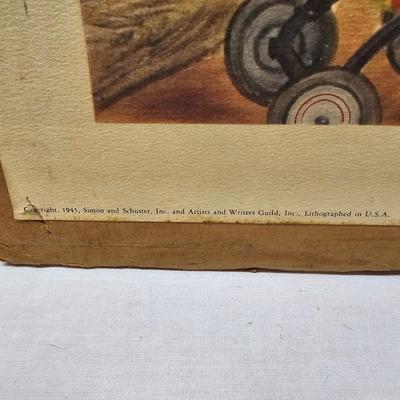 Copyright, 1945, Simon and Schuster, Inc. and Artists and Writers Guild, Inc., Lithographed in U.S.A.